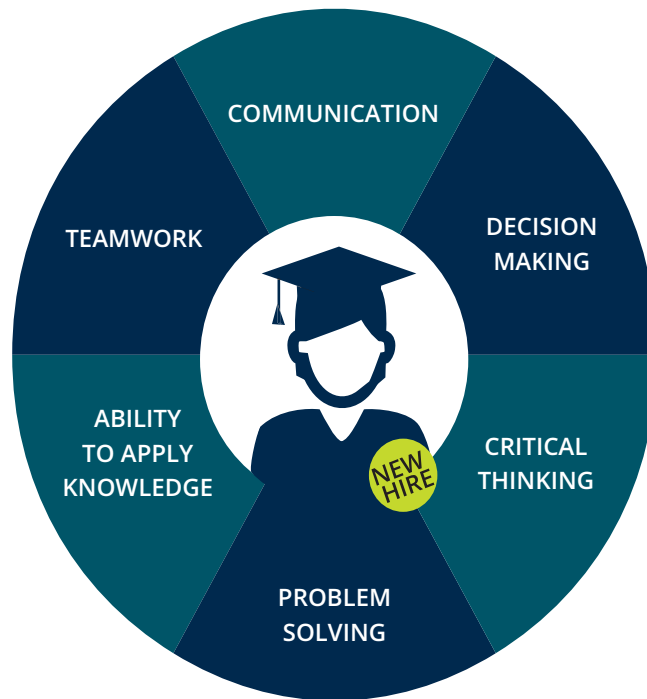 COMMUNICATION
DECISION
MAKING
CRITICAL
THINKING
PROBLEM
SOLVING
ABILITY
TO APPLY
KNOWLEDGE
TEAMWORK
NEW
HIRE